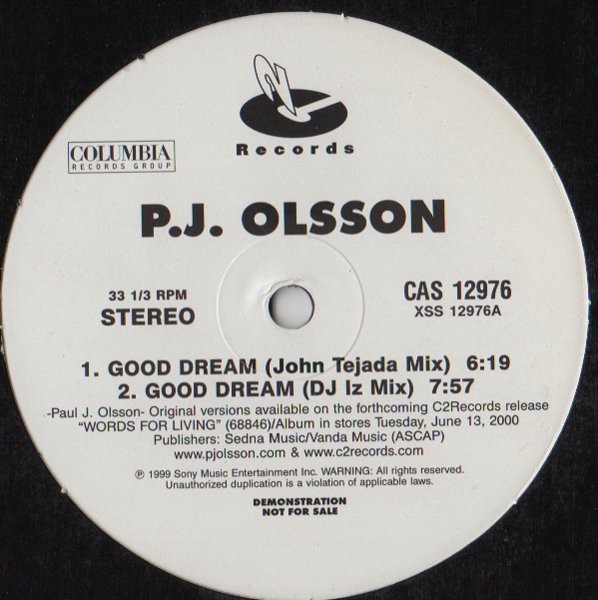 Records
COLUMBIA
RECORDS GROUP
P.J. OLSSON
33 1/3 RPM
STEREO
CAS 12976
XSS 12976A
1. GOOD DREAM (John Tejada Mix) 6:19
2. GOOD DREAM (DJ Iz Mix) 7:57
-Paul J. Olsson- Original versions available on the forthcoming C2Records release
“WORDS FOR LIVING” (68846)/Album in stores Tuesday, June 13, 2000
Publishers: Sedna Music/Vanda Music (ASCAP)
www.pjolsson.com & www.c2records.com
℗ 1999 Sony Music Entertainment Inc. WARNING: All rights reserved.
Unauthorized duplication is a violation of applicable laws.
DEMONSTRATION
NOT FOR SALE